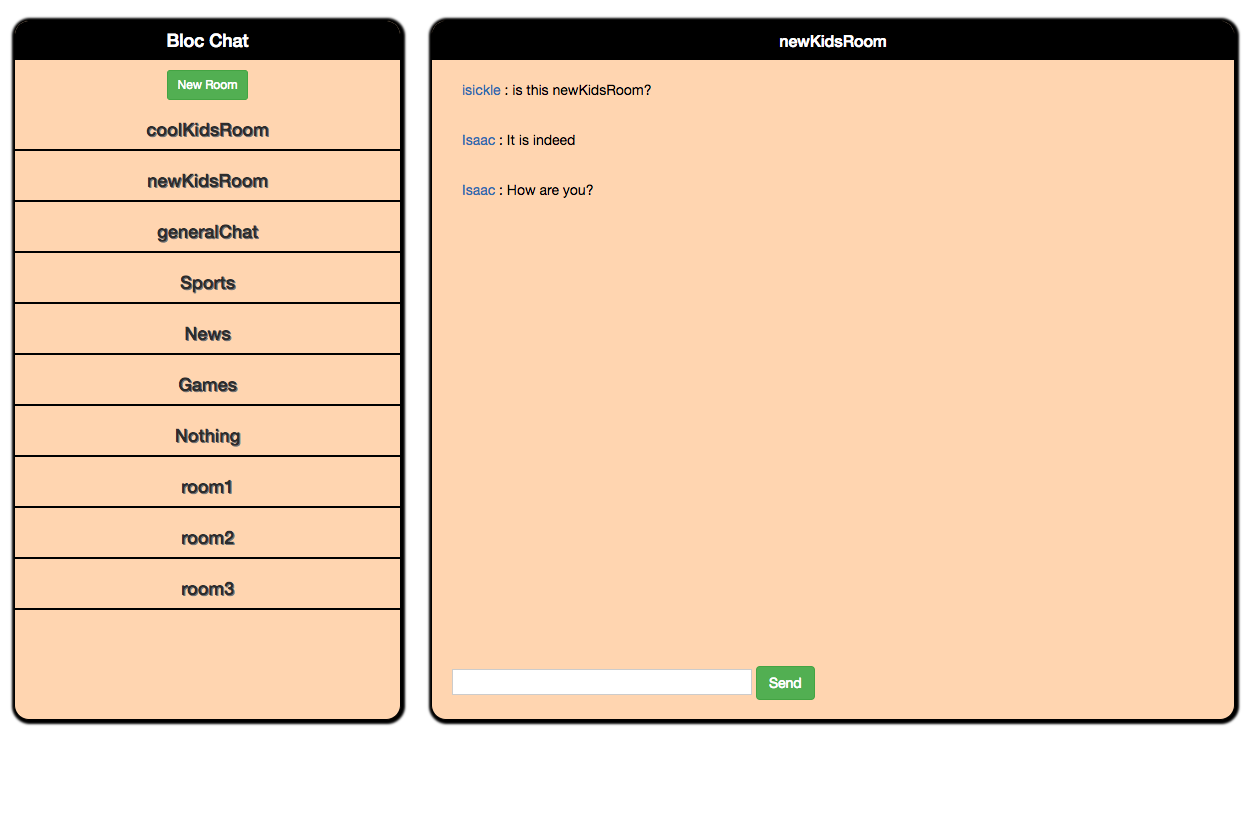 Bloc Chat
New Room
coolKidsRoom
newKidsRoom
generalChat
Sports
News
Games
Nothing
room1
room2
room3
newKidsRoom
isickle : is this newKidsRoom?
Isaac : It is indeed
Isaac : How are you?
Send